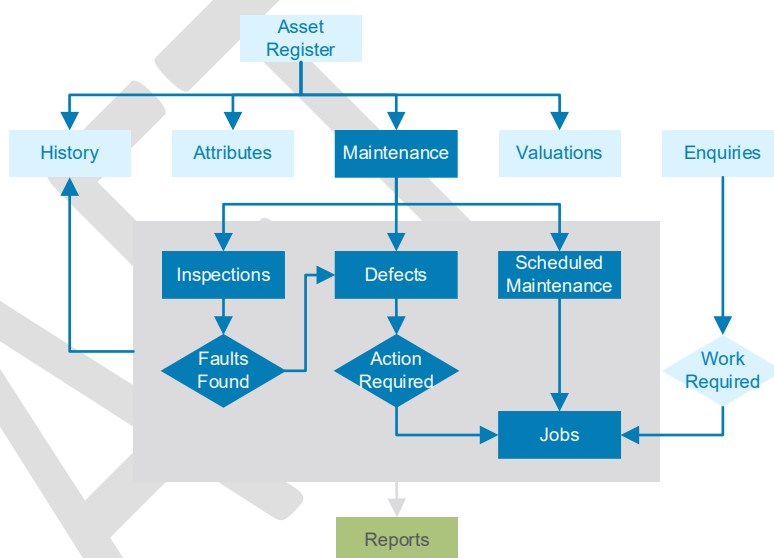 Asset
Register
History
Attributes
Maintenance
Valuations
Enquiries
Inspections
Defects
Scheduled
Maintenance
Faults
Found
Action
Required
Work
Required
Jobs
Reports